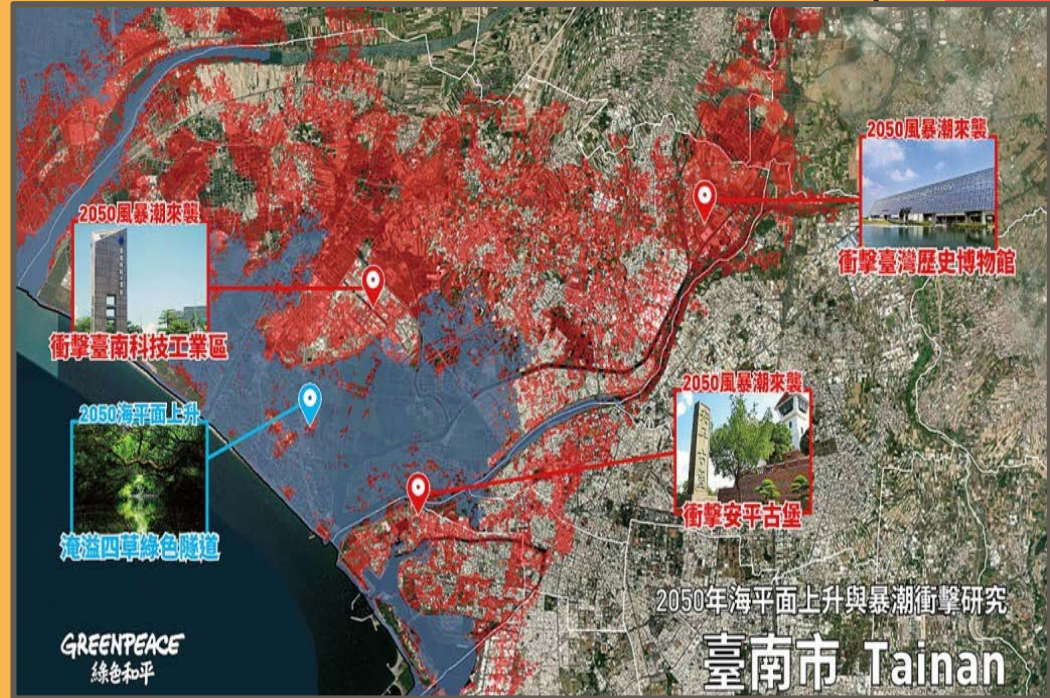 2050風暴潮來襲
衝擊臺灣歷史博物館
2050風暴潮來襲
衝擊臺南科技工業區
2050海平面上升
淹溢四草綠色隧道
2050風暴潮來襲
衝擊安平古堡
2050年海平面上升與暴潮衝擊研究
臺南市 Tainan
GREENPEACE
綠色和平